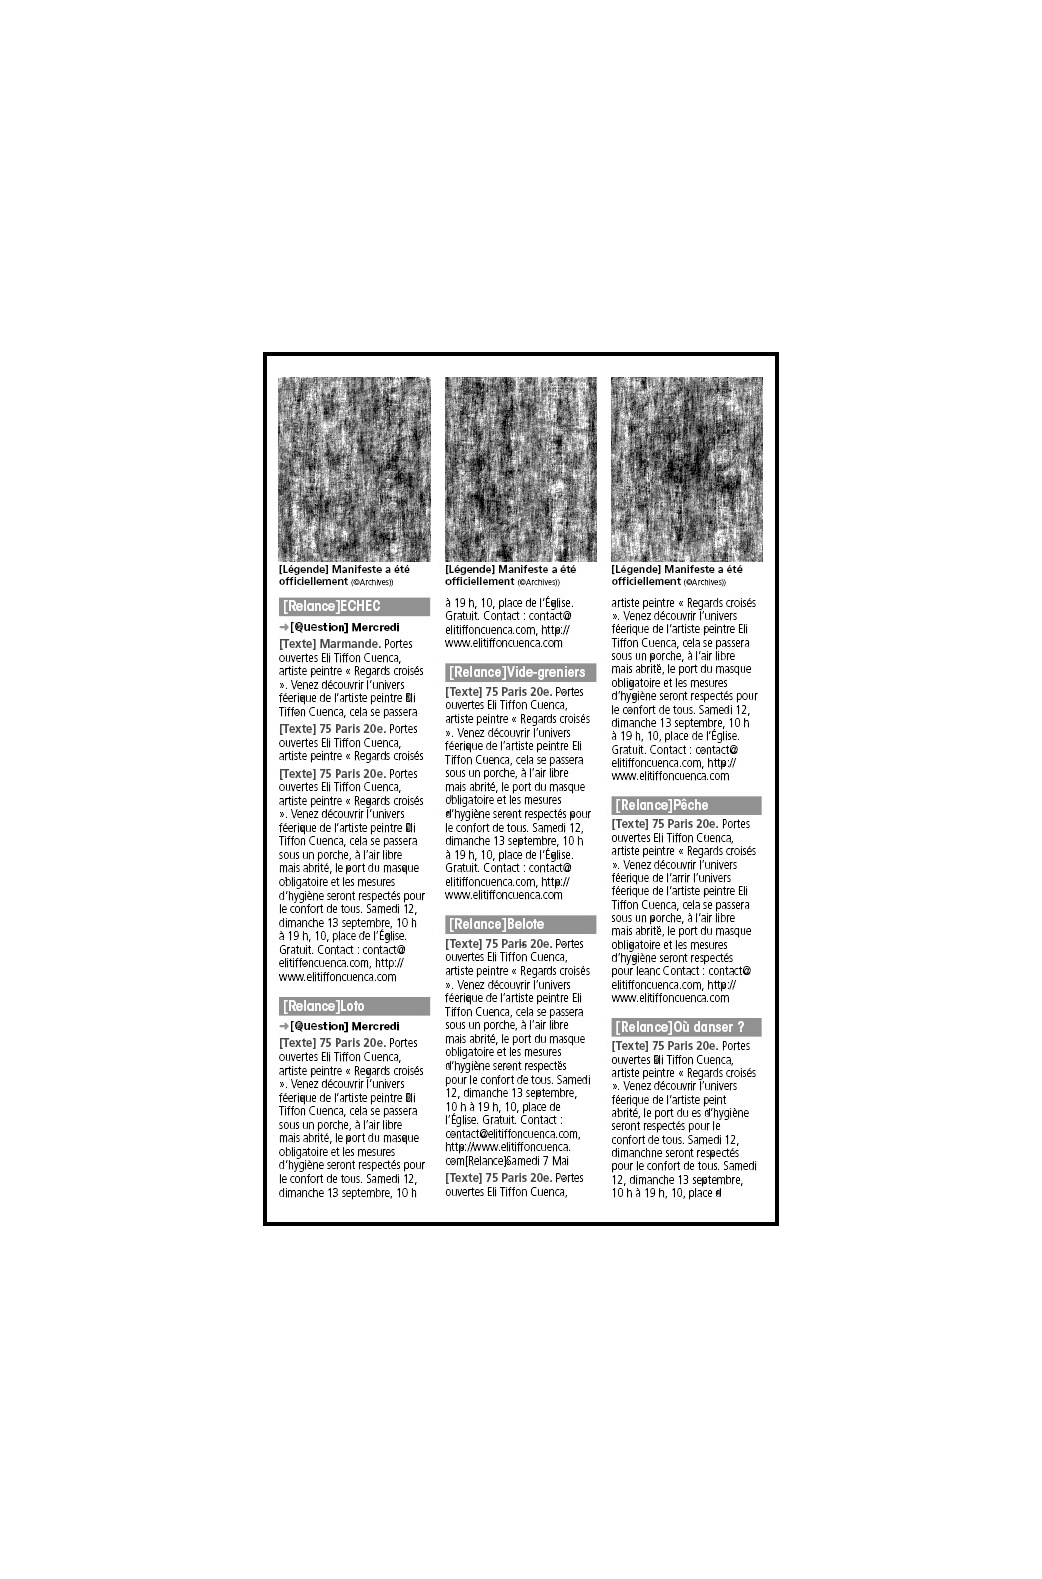 [Légende] Manifeste a été
officiellement (©Archives))
[Relance]ECHEC
➜[Question] Mercredi
[Texte] Marmande. Portes
ouvertes Eli Tiffon Cuenca,
artiste peintre « Regards croisés
». Venez découvrir l’univers
féerique de l’artiste peintre Eli
Tiffon Cuenca, cela se passera
[Texte] 75 Paris 20e. Portes
ouvertes Eli Tiffon Cuenca,
artiste peintre « Regards croisés
[Texte] 75 Paris 20e. Portes
ouvertes Eli Tiffon Cuenca,
artiste peintre « Regards croisés
». Venez découvrir l’univers
féerique de l’artiste peintre Eli
Tiffon Cuenca, cela se passera
sous un porche, à l’air libre
mais abrité, le port du masque
obligatoire et les mesures
d’hygiène seront respectés pour
le confort de tous. Samedi 12,
dimanche 13 septembre, 10 h
à 19 h, 10, place de l’Église.
Gratuit. Contact : contact@
elitiffoncuenca.com, http://
www.elitiffoncuenca.com
[Relance]Loto
➜[Question] Mercredi
[Texte] 75 Paris 20e. Portes
ouvertes Eli Tiffon Cuenca,
artiste peintre « Regards croisés
». Venez découvrir l’univers
féerique de l’artiste peintre Eli
Tiffon Cuenca, cela se passera
sous un porche, à l’air libre
mais abrité, le port du masque
obligatoire et les mesures
d’hygiène seront respectés pour
le confort de tous. Samedi 12,
dimanche 13 septembre, 10 h
[Légende] Manifeste a été
officiellement (©Archives))
à 19 h, 10, place de l’Église.
Gratuit. Contact : contact@
elitiffoncuenca.com, http://
www.elitiffoncuenca.com
[Relance]Vide-greniers
[Texte] 75 Paris 20e. Portes
ouvertes Eli Tiffon Cuenca,
artiste peintre « Regards croisés
». Venez découvrir l’univers
féerique de l’artiste peintre Eli
Tiffon Cuenca, cela se passera
sous un porche, à l’air libre
mais abrité, le port du masque
obligatoire et les mesures
d’hygiène seront respectés pour
le confort de tous. Samedi 12,
dimanche 13 septembre, 10 h
à 19 h, 10, place de l’Église.
Gratuit. Contact : contact@
elitiffoncuenca.com, http://
www.elitiffoncuenca.com
[Relance]Belote
[Texte] 75 Paris 20e. Portes
ouvertes Eli Tiffon Cuenca,
artiste peintre « Regards croisés
». Venez découvrir l’univers
féerique de l’artiste peintre Eli
Tiffon Cuenca, cela se passera
sous un porche, à l’air libre
mais abrité, le port du masque
obligatoire et les mesures
d’hygiène seront respectés
pour le confort de tous. Samedi
12, dimanche 13 septembre,
10 h à 19 h, 10, place de
l’Église. Gratuit. Contact :
contact@elitiffoncuenca.com,
http://www.elitiffoncuenca.
com[Relance]Samedi 7 Mai
[Texte] 75 Paris 20e. Portes
ouvertes Eli Tiffon Cuenca,
[Légende] Manifeste a été
officiellement (©Archives))
artiste peintre « Regards croisés
». Venez découvrir l’univers
féerique de l’artiste peintre Eli
Tiffon Cuenca, cela se passera
sous un porche, à l’air libre
mais abrité, le port du masque
obligatoire et les mesures
d’hygiène seront respectés pour
le confort de tous. Samedi 12,
dimanche 13 septembre, 10 h
à 19 h, 10, place de l’Église.
Gratuit. Contact : contact@
elitiffoncuenca.com, http://
www.elitiffoncuenca.com
[Relance]Pêche
[Texte] 75 Paris 20e. Portes
ouvertes Eli Tiffon Cuenca,
artiste peintre « Regards croisés
». Venez découvrir l’univers
féerique de l’arrir l’univers
féerique de l’artiste peintre Eli
Tiffon Cuenca, cela se passera
sous un porche, à l’air libre
mais abrité, le port du masque
obligatoire et les mesures
d’hygiène seront respectés
pour leanc Contact : contact@
elitiffoncuenca.com, http://
www.elitiffoncuenca.com
[Relance]Où danser ?
[Texte] 75 Paris 20e. Portes
ouvertes Eli Tiffon Cuenca,
artiste peintre « Regards croisés
». Venez découvrir l’univers
féerique de l’artiste peint
abrité, le port du es d’hygiène
seront respectés pour le
confort de tous. Samedi 12,
dimanchne seront respectés
pour le confort de tous. Samedi
12, dimanche 13 septembre,
10 h à 19 h, 10, place d